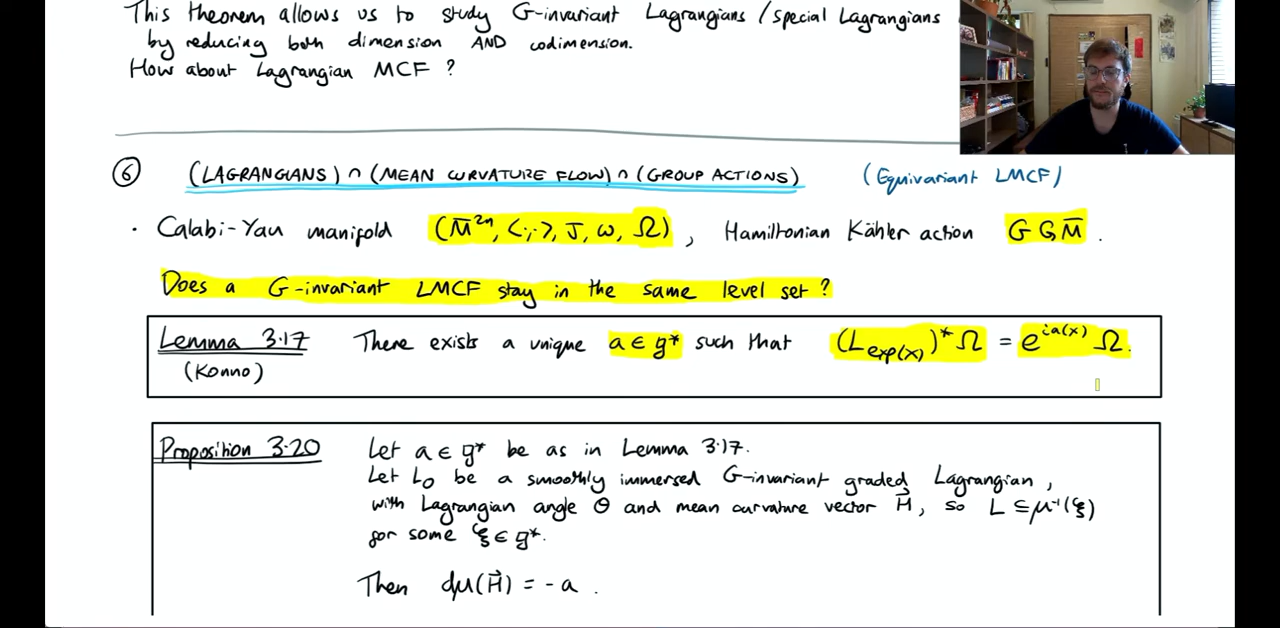 This theorem allows us to study G-invariant Lagrangians / special Lagrangians
by reducing both dimension AND codimension.
How about Lagrangian MCF ?
⑥ (LAGRANGIANS) ∩ (MEAN CURVATURE FLOW) ∩ (GROUP ACTIONS) (Equivariant LMCF)
· Calabi-Yau manifold (M̄²ⁿ, <·,·>, J, ω, Ω) , Hamiltonian Kähler action G G M̄ .
Does a G-invariant LMCF stay in the same level set ?
Lemma 3.17 There exists a unique a ∈ g* such that (L_exp(x))* Ω = e^{ia(x)} Ω.
(Konno)
Proposition 3.20 Let a ∈ g* be as in Lemma 3.17.
Let L₀ be a smoothly immersed G-invariant graded Lagrangian ,
with Lagrangian angle θ and mean curvature vector H⃗ , so L ⊆ μ⁻¹(ξ)
for some ξ ∈ g*.
Then dμ(H⃗) = - a .